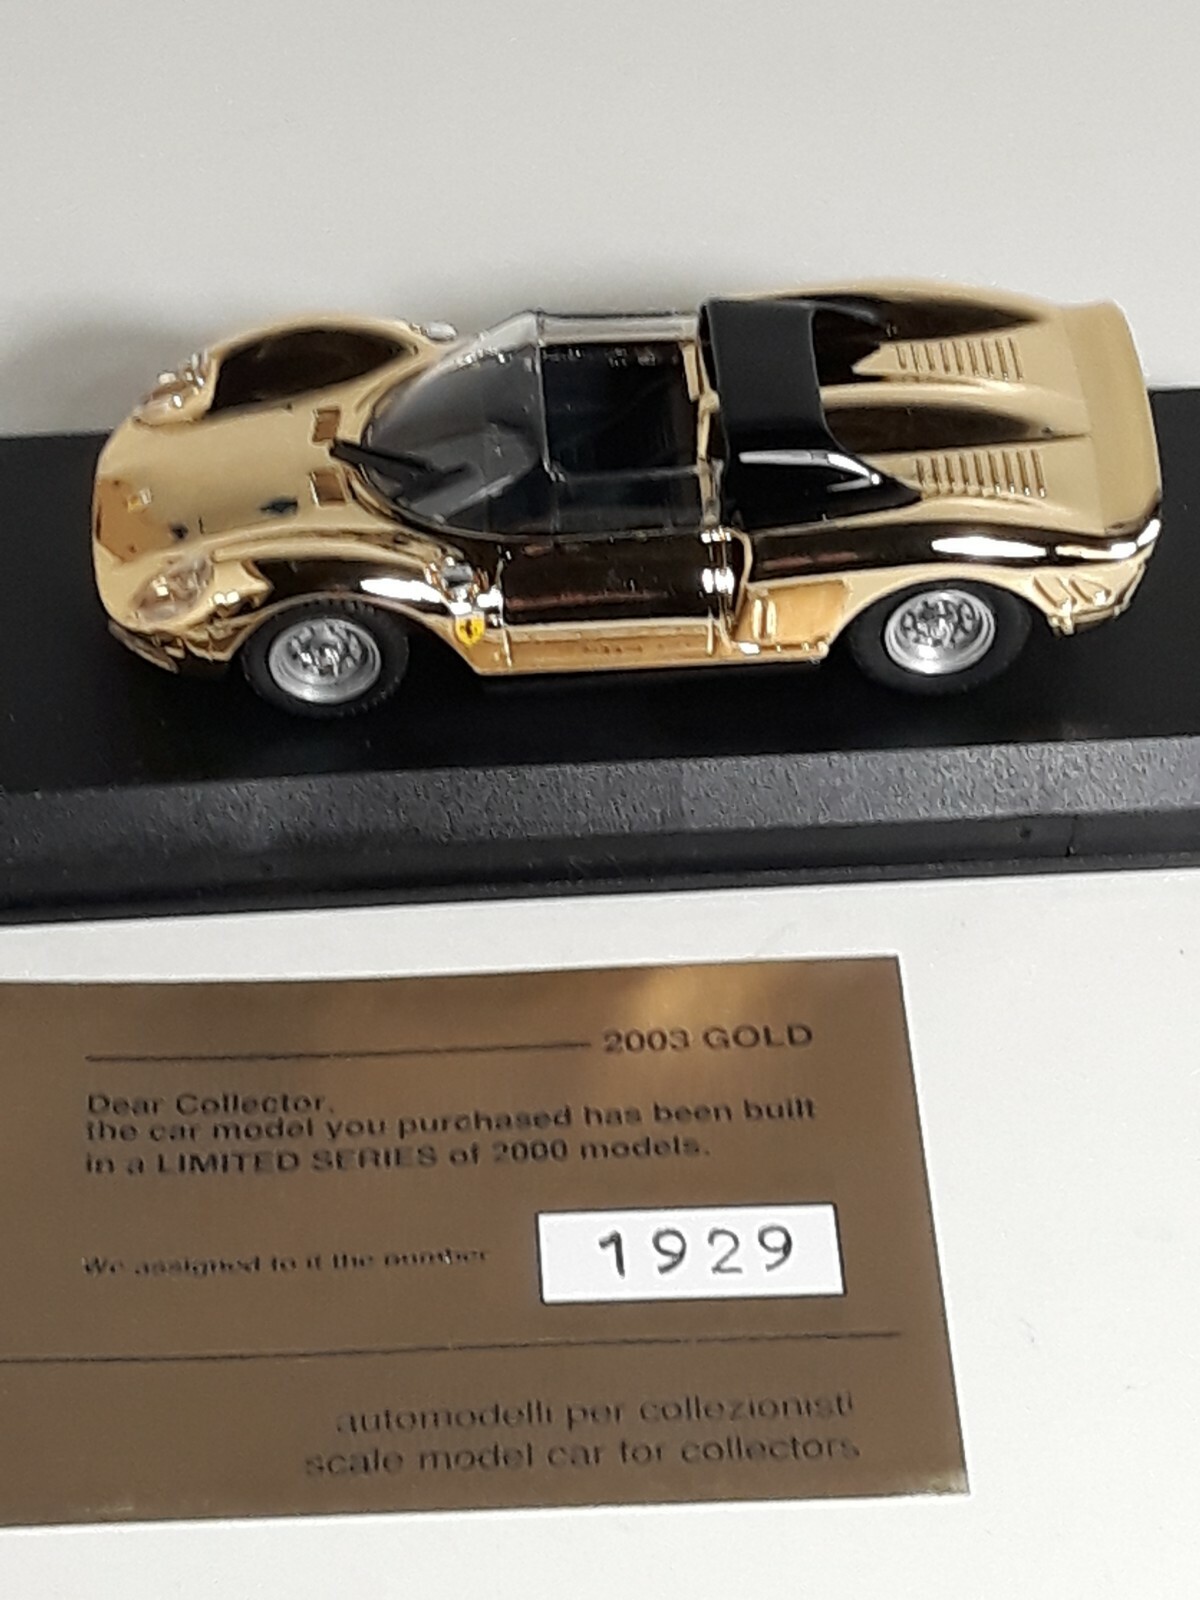 2003 GOLD
Dear Collector,
the car model you purchased has been built
in a LIMITED SERIES of 2000 models.
We assigned to it the number
1929
automodelli per collezionisti
scale model car for collectors